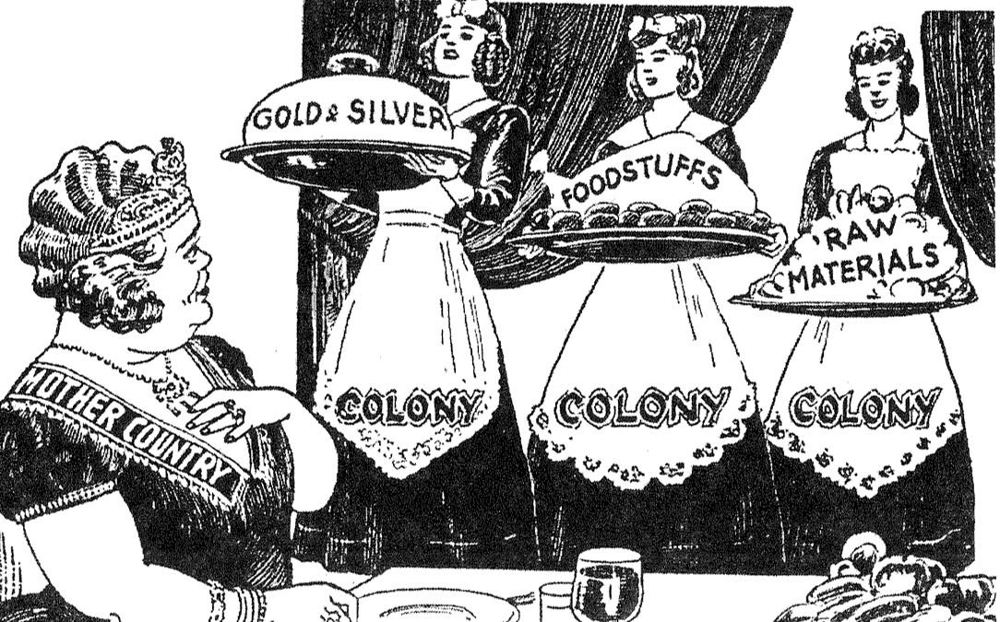 GOLD & SILVER
FOODSTUFFS
RAW
MATERIALS
MOTHER COUNTRY
COLONY
COLONY
COLONY